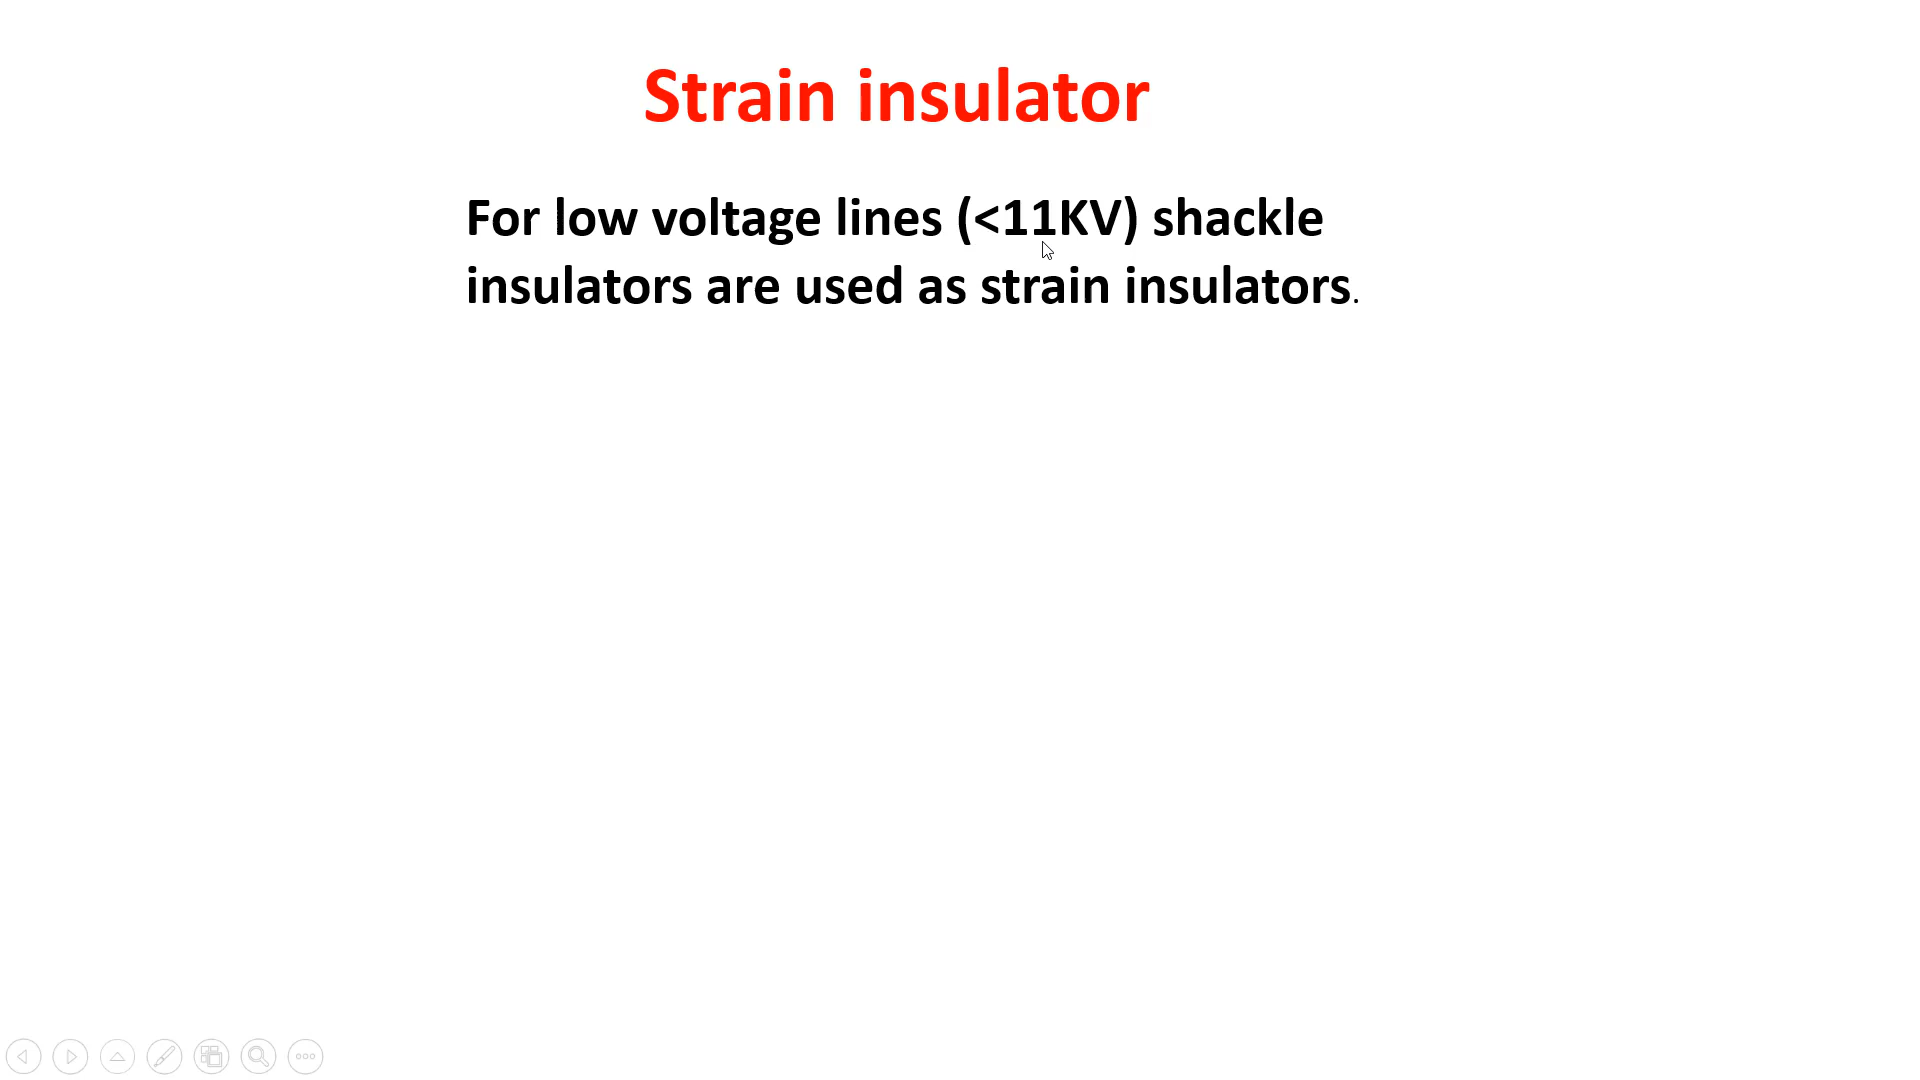 Strain insulator
For low voltage lines (<11KV) shackle
insulators are used as strain insulators.